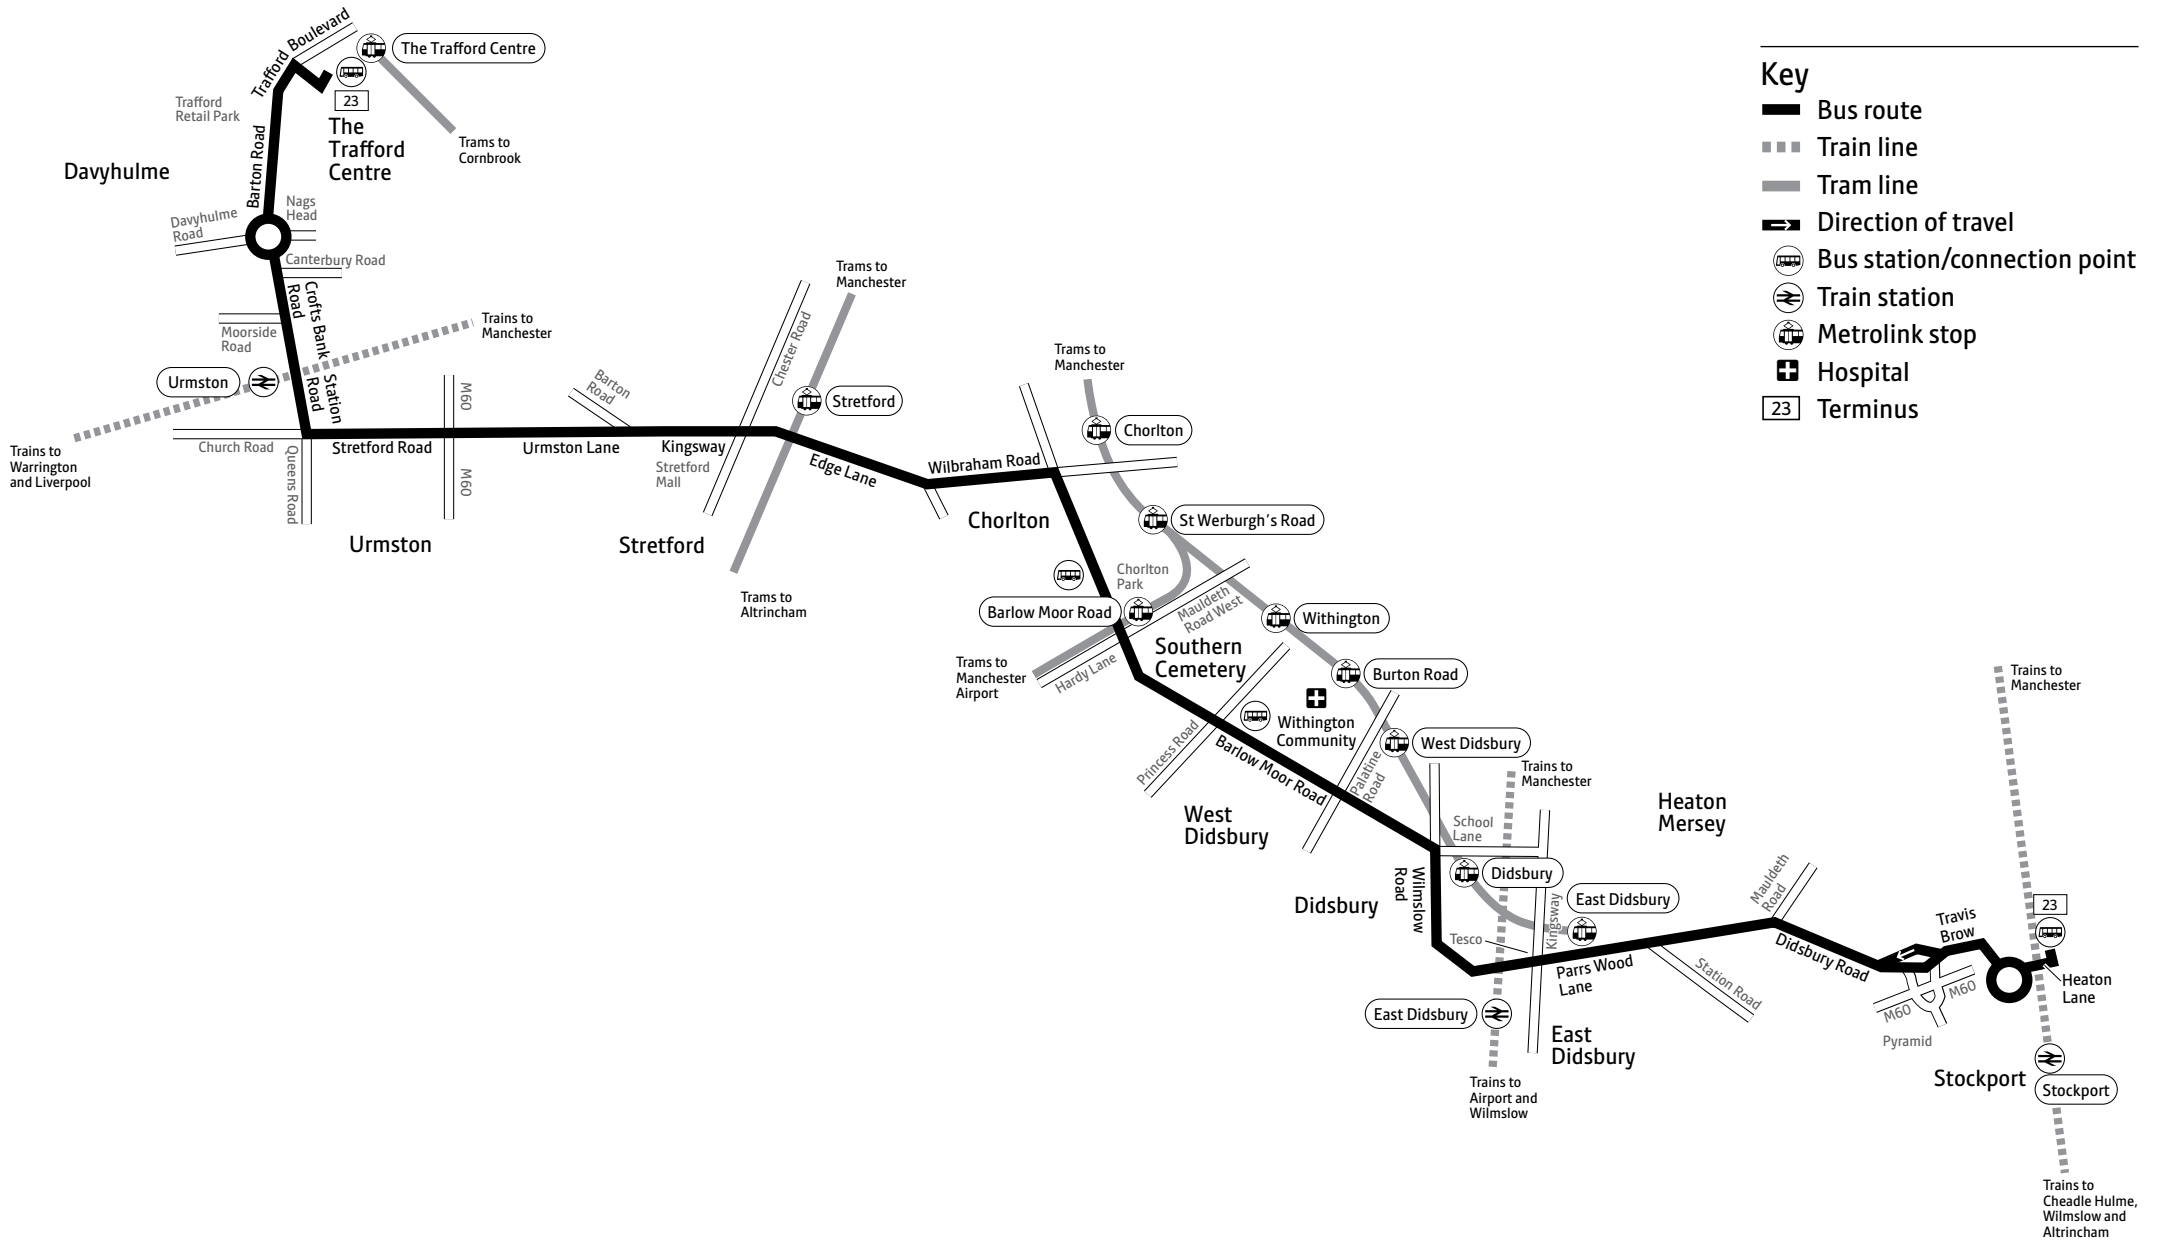 Trafford Boulevard
The Trafford Centre
23
The
Trafford
Centre
Trafford
Retail Park
Trams to
Cornbrook
Davyhulme
Barton Road
Nags
Head
Davyhulme
Road
Canterbury Road
Crofts Bank
Road
Moorside
Road
Trains to
Manchester
Urmston
Station
Road
Trains to
Warrington
and Liverpool
Church Road
Queens Road
Stretford Road
M60
M60
Urmston
Barton
Road
Urmston Lane
Kingsway
Stretford
Mall
Stretford
Chester Road
Trams to
Manchester
Stretford
Trams to
Altrincham
Edge Lane
Wilbraham Road
Chorlton
Trams to
Manchester
Chorlton
St Werburgh's Road
Chorlton
Park
Barlow Moor Road
Mauldeth
Road West
Trams to
Manchester
Airport
Hardy Lane
Southern
Cemetery
Withington
Burton Road
Withington
Community
Princess Road
Barlow Moor Road
Palatine
Road
West Didsbury
West
Didsbury
Trains to
Manchester
School
Lane
Didsbury
Didsbury
Wilmslow
Road
Kingsway
East Didsbury
Tesco
Parrs Wood
Lane
East Didsbury
East
Didsbury
Trains to
Airport and
Wilmslow
Heaton
Mersey
Station Road
Mauldeth
Road
Didsbury Road
Travis
Brow
M60
M60
Pyramid
Trains to
Manchester
23
Heaton
Lane
Stockport
Stockport
Trains to
Cheadle Hulme,
Wilmslow and
Altrincham
Key
Bus route
Train line
Tram line
Direction of travel
Bus station/connection point
Train station
Metrolink stop
Hospital
23 Terminus